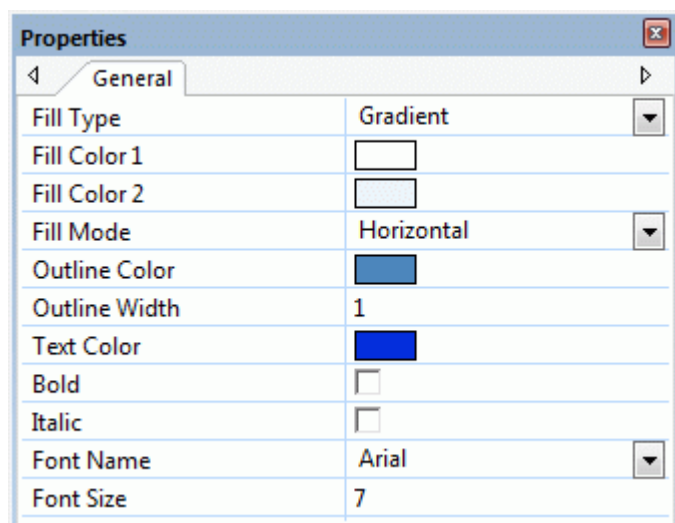 Properties
General
Fill Type Gradient
Fill Color 1
Fill Color 2
Fill Mode Horizontal
Outline Color
Outline Width 1
Text Color
Bold
Italic
Font Name Arial
Font Size 7